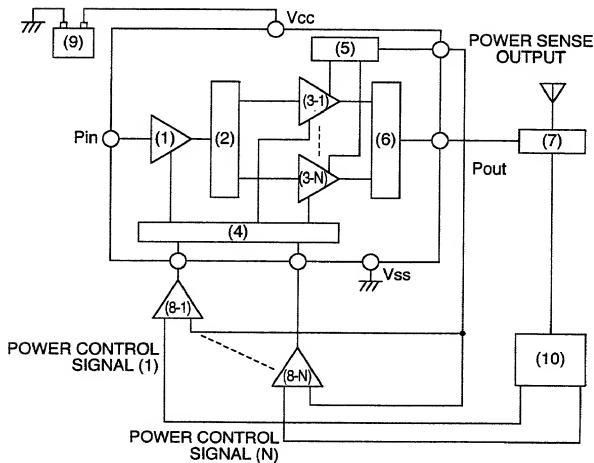 Vcc
(9)
(5)
POWER SENSE
OUTPUT
(3-1)
Pin
(1)
(2)
(6)
(7)
Pout
(3-N)
(4)
Vss
(8-1)
POWER CONTROL
SIGNAL (1)
(10)
(8-N)
POWER CONTROL
SIGNAL (N)